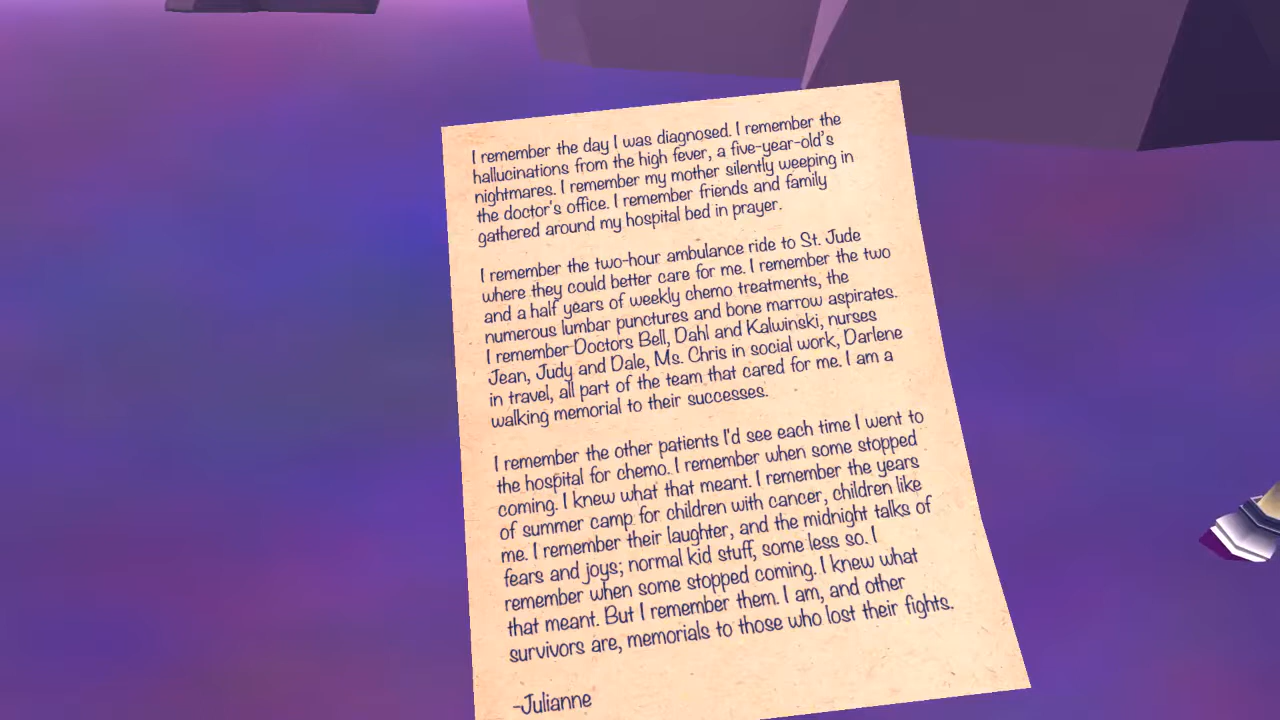 I remember the day I was diagnosed. I remember the
hallucinations from the high fever, a five-year-old's
nightmares. I remember my mother silently weeping in
the doctor's office. I remember friends and family
gathered around my hospital bed in prayer.
I remember the two-hour ambulance ride to St. Jude
where they could better care for me. I remember the two
and a half years of weekly chemo treatments, the
numerous lumbar punctures and bone marrow aspirates.
I remember Doctors Bell, Dahl and Kalwinski, nurses
Jean, Judy and Dale, Ms. Chris in social work, Darlene
in travel, all part of the team that cared for me. I am a
walking memorial to their successes.
I remember the other patients I'd see each time I went to
the hospital for chemo. I remember when some stopped
coming. I knew what that meant. I remember the years
of summer camp for children with cancer, children like
me. I remember their laughter, and the midnight talks of
fears and joys; normal kid stuff, some less so. I
remember when some stopped coming. I knew what
that meant. But I remember them. I am, and other
survivors are, memorials to those who lost their fights.
-Julianne